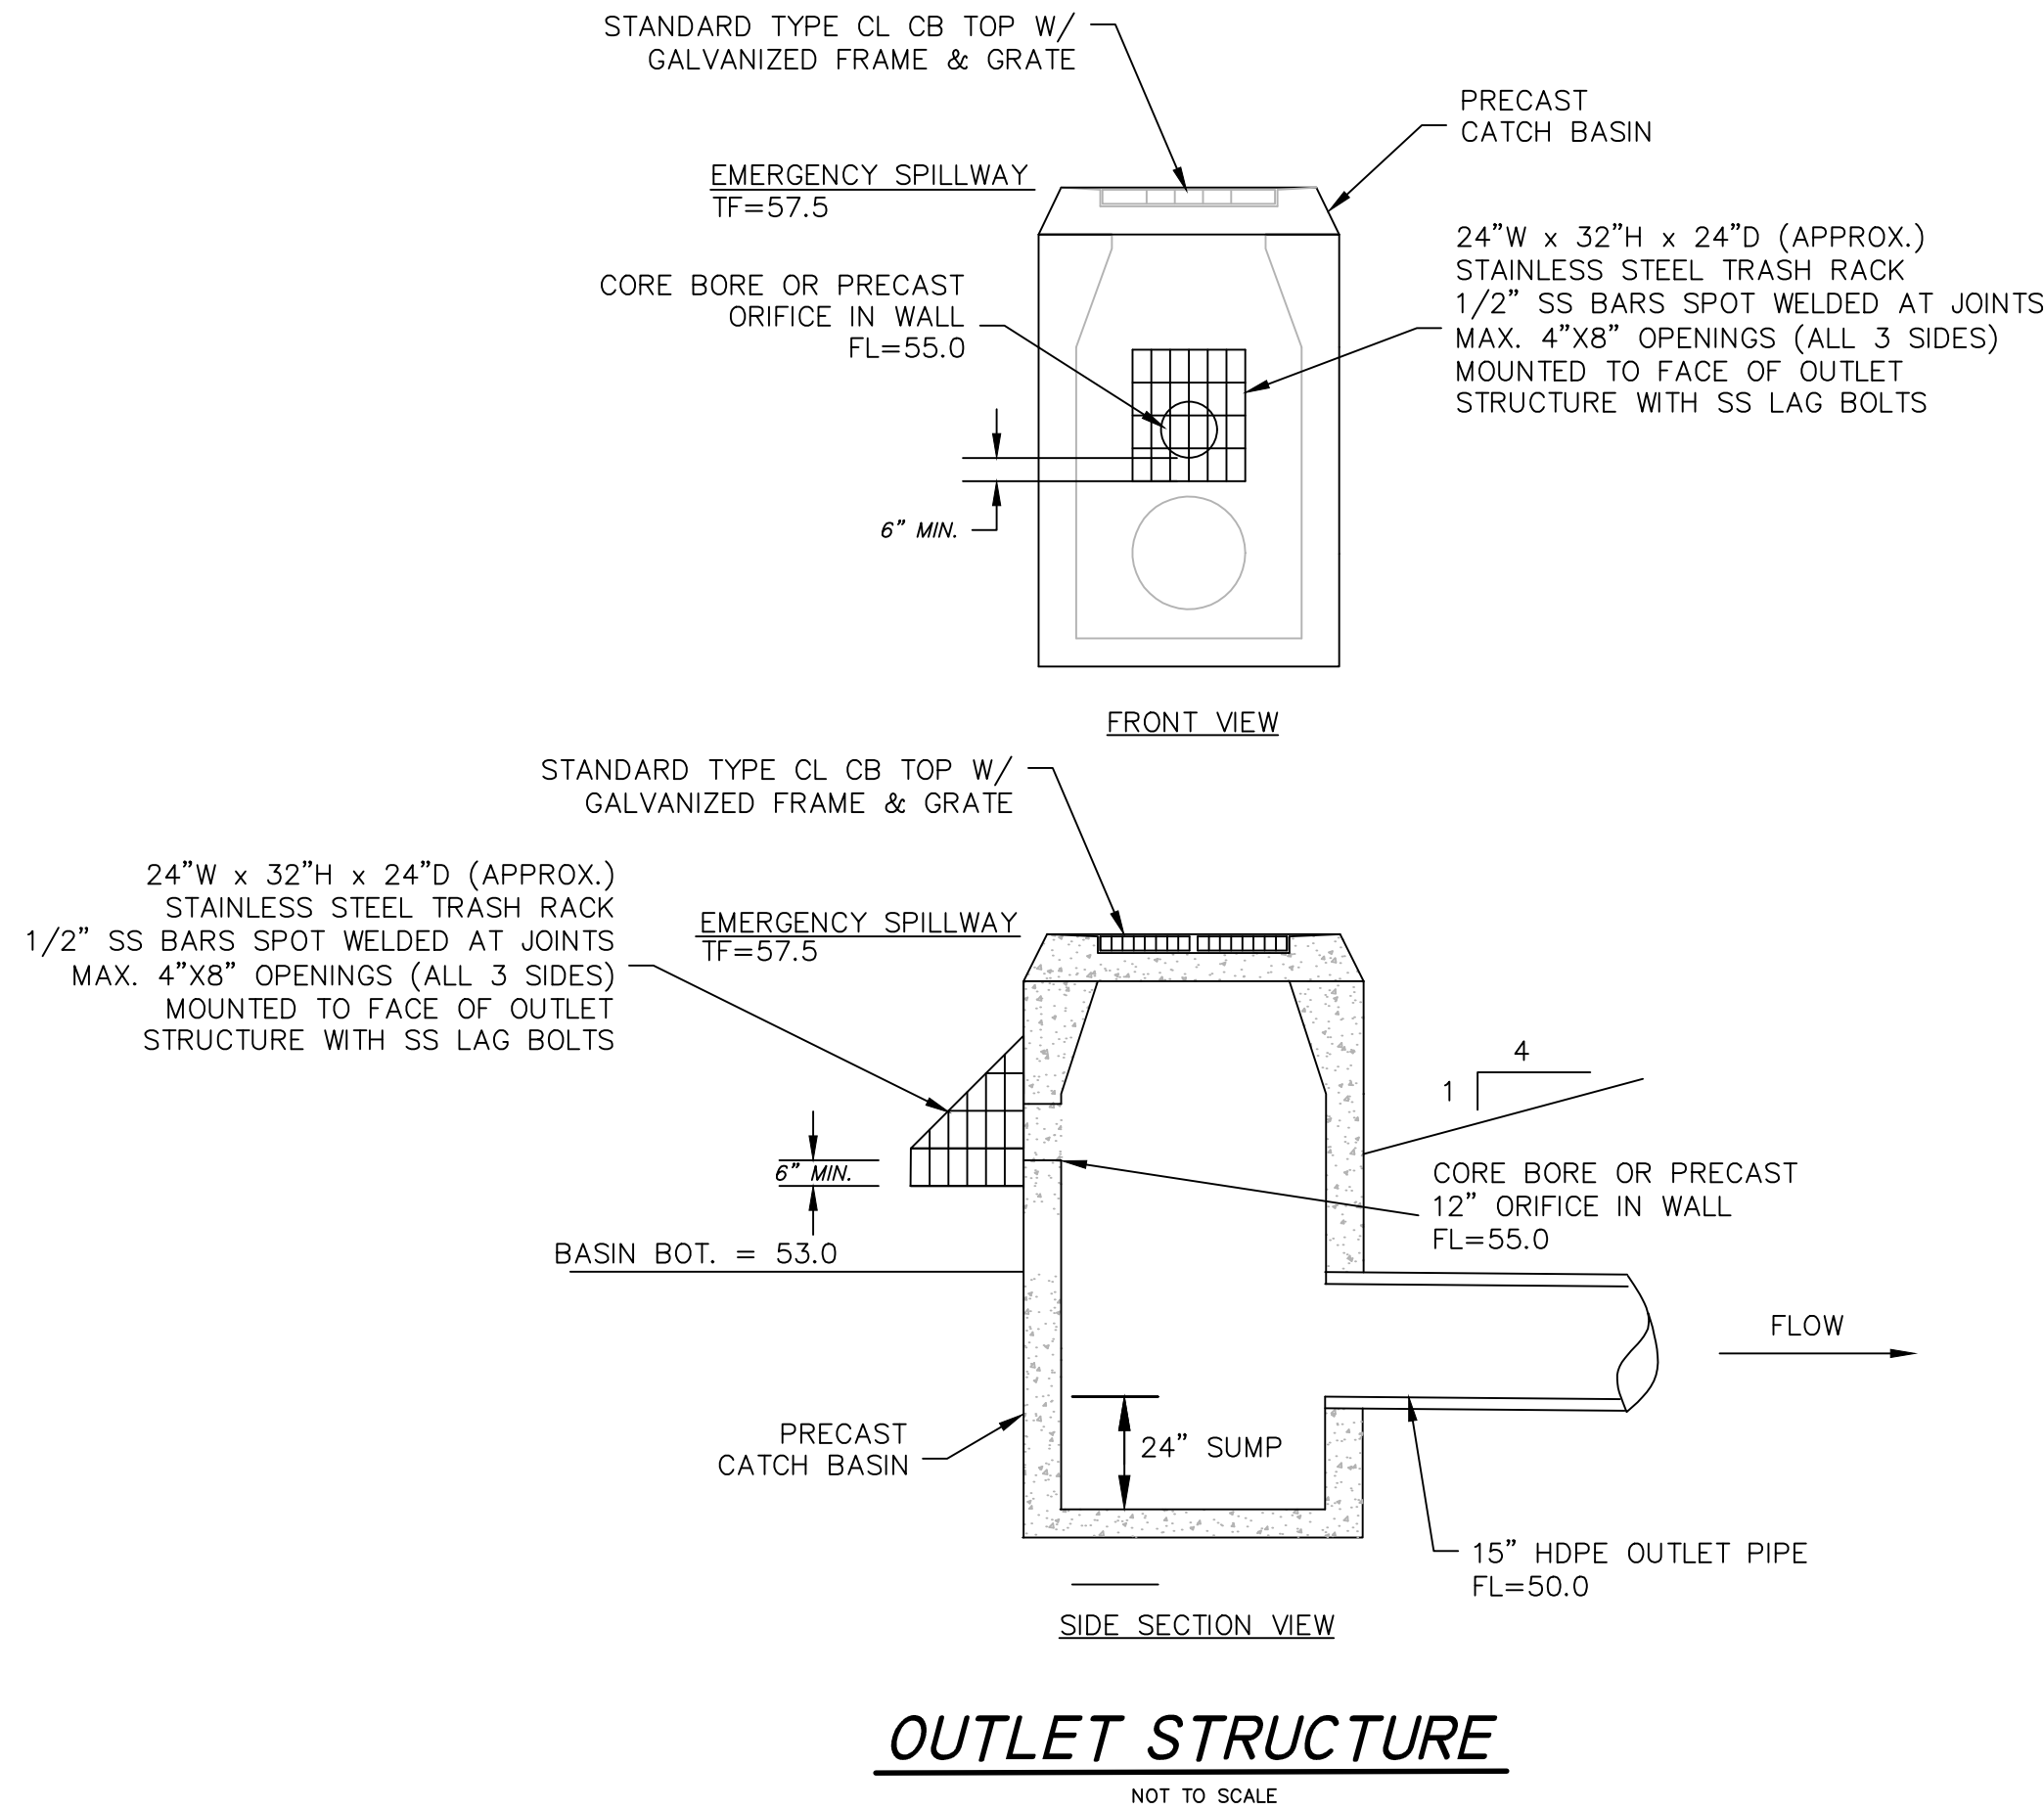 STANDARD TYPE CL CB TOP W/
GALVANIZED FRAME & GRATE
PRECAST
CATCH BASIN
EMERGENCY SPILLWAY
TF=57.5
24"W x 32"H x 24"D (APPROX.)
STAINLESS STEEL TRASH RACK
1/2" SS BARS SPOT WELDED AT JOINTS
MAX. 4"X8" OPENINGS (ALL 3 SIDES)
MOUNTED TO FACE OF OUTLET
STRUCTURE WITH SS LAG BOLTS
CORE BORE OR PRECAST
ORIFICE IN WALL
FL=55.0
6" MIN.
FRONT VIEW
STANDARD TYPE CL CB TOP W/
GALVANIZED FRAME & GRATE
24"W x 32"H x 24"D (APPROX.)
STAINLESS STEEL TRASH RACK
1/2" SS BARS SPOT WELDED AT JOINTS
MAX. 4"X8" OPENINGS (ALL 3 SIDES)
MOUNTED TO FACE OF OUTLET
STRUCTURE WITH SS LAG BOLTS
EMERGENCY SPILLWAY
TF=57.5
4
1
6" MIN.
CORE BORE OR PRECAST
12" ORIFICE IN WALL
FL=55.0
BASIN BOT. = 53.0
FLOW
PRECAST
CATCH BASIN
24" SUMP
15" HDPE OUTLET PIPE
FL=50.0
SIDE SECTION VIEW
OUTLET STRUCTURE
NOT TO SCALE